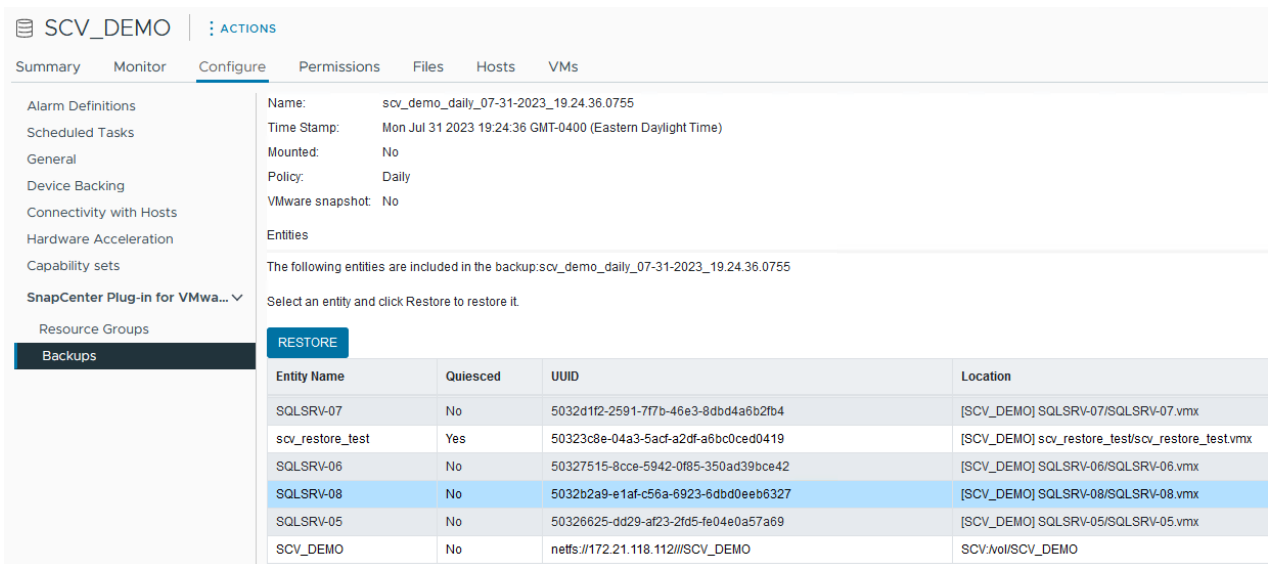 SCV_DEMO ACTIONS
Summary Monitor Configure Permissions Files Hosts VMs
Alarm Definitions
Scheduled Tasks
General
Device Backing
Connectivity with Hosts
Hardware Acceleration
Capability sets
SnapCenter Plug-in for VMwa...
Resource Groups
Backups
Name: scv_demo_daily_07-31-2023_19.24.36.0755
Time Stamp: Mon Jul 31 2023 19:24:36 GMT-0400 (Eastern Daylight Time)
Mounted: No
Policy: Daily
VMware snapshot: No
Entities
The following entities are included in the backup:scv_demo_daily_07-31-2023_19.24.36.0755
Select an entity and click Restore to restore it.
RESTORE
Entity Name Quiesced UUID Location
SQLSRV-07 No 5032d1f2-2591-7f7b-46e3-8dbd4a6b2fb4 [SCV_DEMO] SQLSRV-07/SQLSRV-07.vmx
scv_restore_test Yes 50323c8e-04a3-5acf-a2df-a6bc0ced0419 [SCV_DEMO] scv_restore_test/scv_restore_test.vmx
SQLSRV-06 No 50327515-8cce-5942-0f85-350ad39bce42 [SCV_DEMO] SQLSRV-06/SQLSRV-06.vmx
SQLSRV-08 No 5032b2a9-e1af-c56a-6923-6dbd0eeb6327 [SCV_DEMO] SQLSRV-08/SQLSRV-08.vmx
SQLSRV-05 No 50326625-dd29-af23-2fd5-fe04e0a57a69 [SCV_DEMO] SQLSRV-05/SQLSRV-05.vmx
SCV_DEMO No netfs://172.21.118.112///SCV_DEMO SCV:/vol/SCV_DEMO